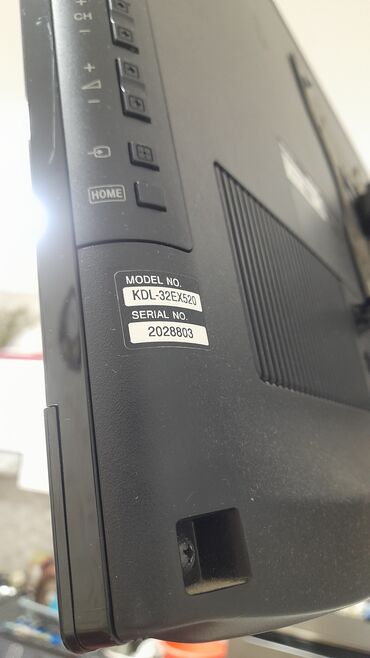 +
CH
−
+
−
HOME
MODEL NO.
KDL-32EX520
SERIAL NO.
2028803